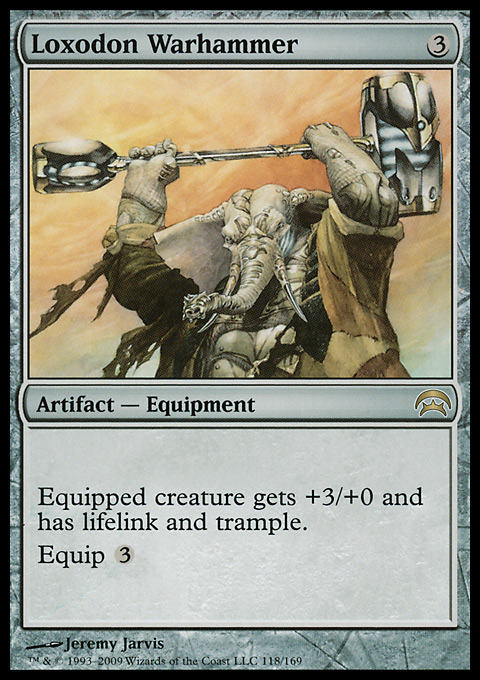 Loxodon Warhammer 3
Artifact — Equipment
Equipped creature gets +3/+0 and
has lifelink and trample.
Equip 3
Jeremy Jarvis
™ & © 1993–2009 Wizards of the Coast LLC 118/169